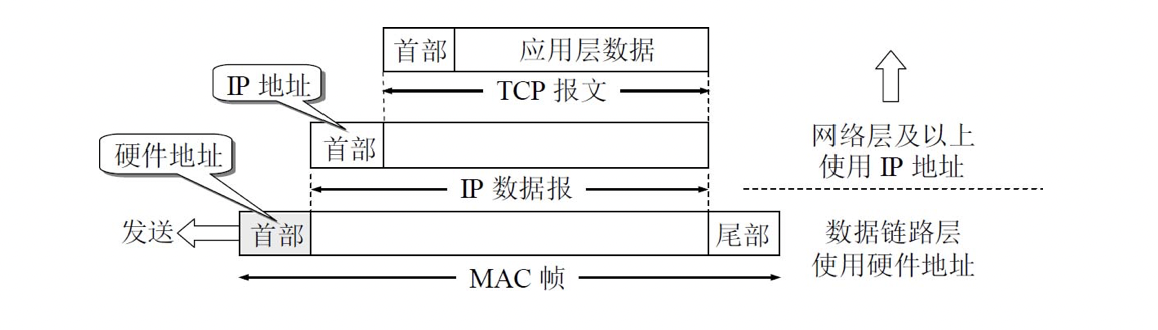 首部
应用层数据
TCP 报文
IP 地址
首部
硬件地址
IP 数据报
网络层及以上
使用 IP 地址
发送
首部
尾部
MAC 帧
数据链路层
使用硬件地址